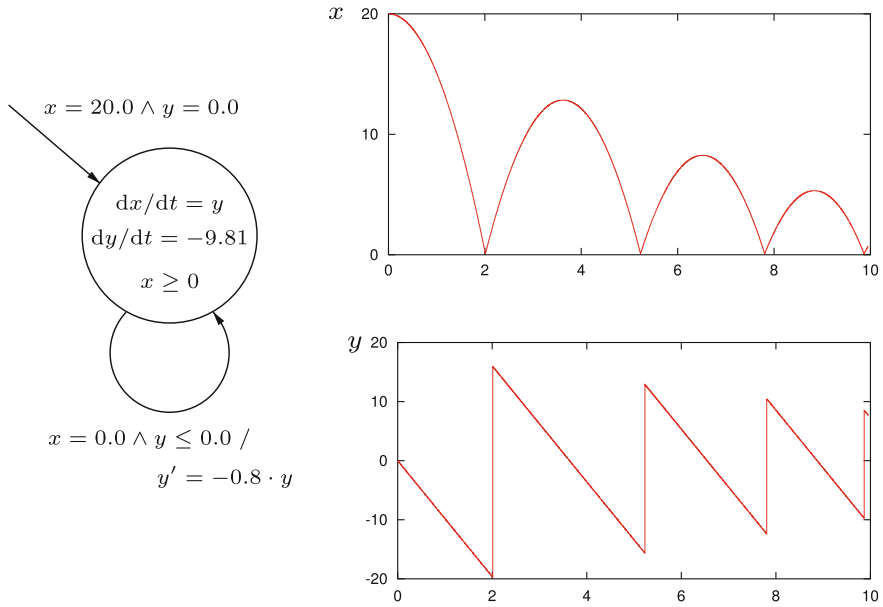 x = 20.0 ∧ y = 0.0
dx/dt = y
dy/dt = −9.81
x ≥ 0
x = 0.0 ∧ y ≤ 0.0 /
y′ = −0.8 · y
x
20
10
0
0 2 4 6 8 10
y
20
10
0
-10
-20
0 2 4 6 8 10